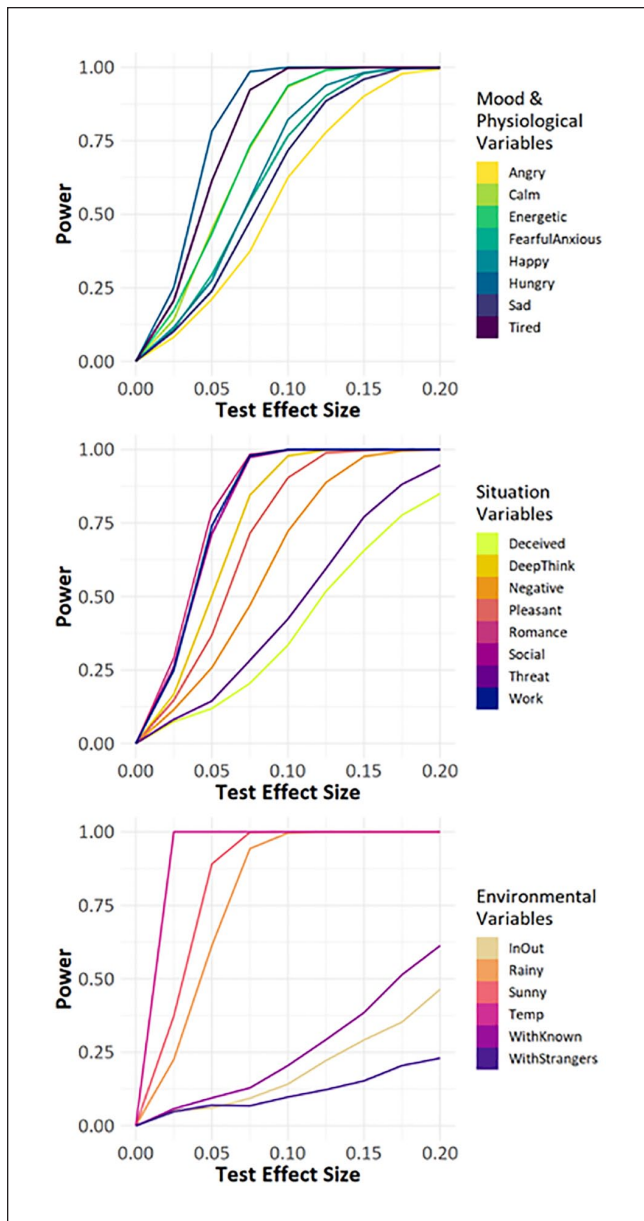 1.00
0.75
0.50
0.25
0.00
Power
0.00 0.05 0.10 0.15 0.20
Test Effect Size
Mood &
Physiological
Variables
Angry
Calm
Energetic
FearfulAnxious
Happy
Hungry
Sad
Tired
1.00
0.75
0.50
0.25
0.00
Power
0.00 0.05 0.10 0.15 0.20
Test Effect Size
Situation
Variables
Deceived
DeepThink
Negative
Pleasant
Romance
Social
Threat
Work
1.00
0.75
0.50
0.25
0.00
Power
0.00 0.05 0.10 0.15 0.20
Test Effect Size
Environmental
Variables
InOut
Rainy
Sunny
Temp
WithKnown
WithStrangers